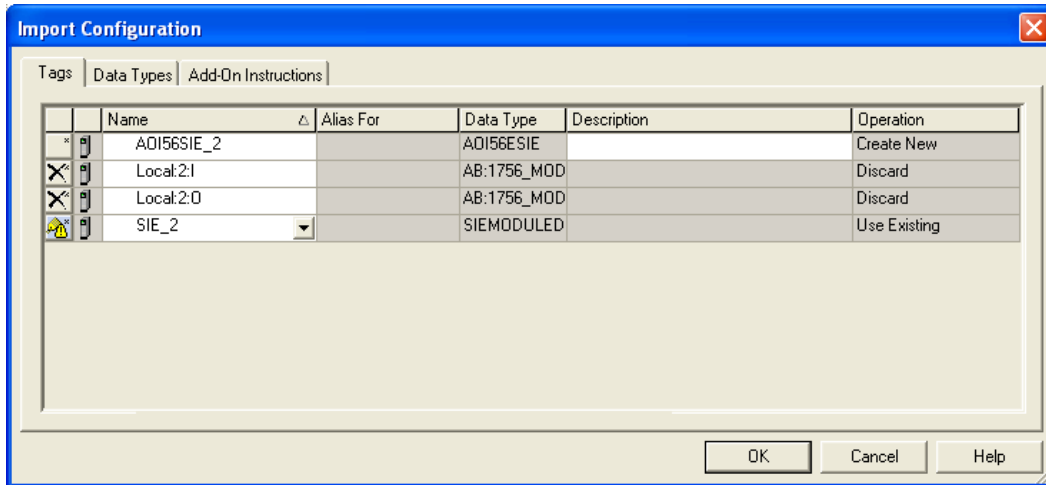 Import Configuration
Tags Data Types Add-On Instructions
Name Alias For Data Type Description Operation
AOI56SIE_2 AOI56ESIE Create New
Local:2:I AB:1756_MOD Discard
Local:2:O AB:1756_MOD Discard
SIE_2 SIEMODULED Use Existing
OK Cancel Help